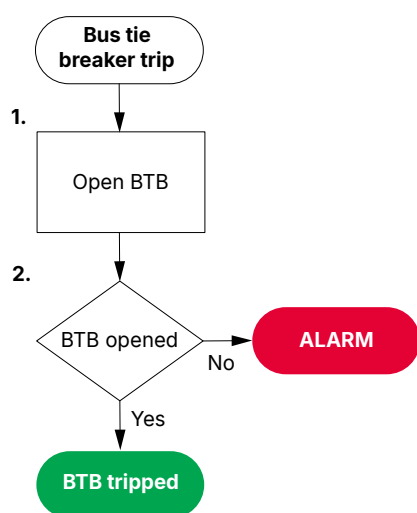 Bus tie
breaker trip
1.
Open BTB
2.
BTB opened
ALARM
No
Yes
BTB tripped